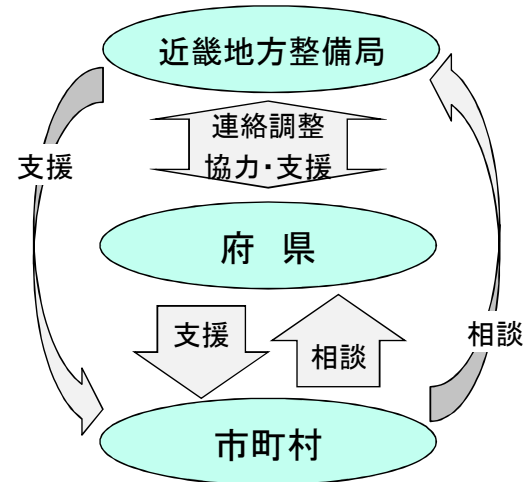 近畿地方整備局
連絡調整
協力・支援
支援
府　県
支援
相談
相談
市町村